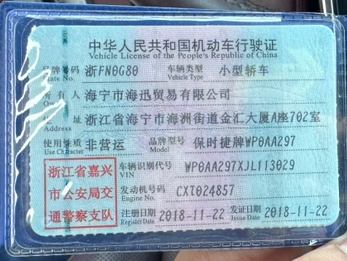 中华人民共和国机动车行驶证
Vehicle License of the People's Republic of China
号牌号码 浙FN0G80 车辆类型 小型轿车
Vehicle Type
所有人 海宁市海迅贸易有限公司
Owner
住址 浙江省海宁市海洲街道金汇大厦A座702室
Address
使用性质 非营运 品牌型号 保时捷牌WP0AA297
Use Character Model
浙江省嘉兴
市公安局交
通警察支队
车辆识别代号 WP0AA297XJL113029
VIN
发动机号码 CXT024857
Engine No.
注册日期 2018-11-22 发证日期 2018-11-22
Register Date Issue Date